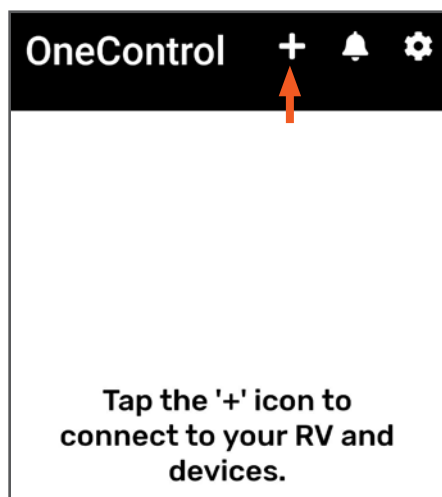 OneControl +
Tap the '+' icon to
connect to your RV and
devices.